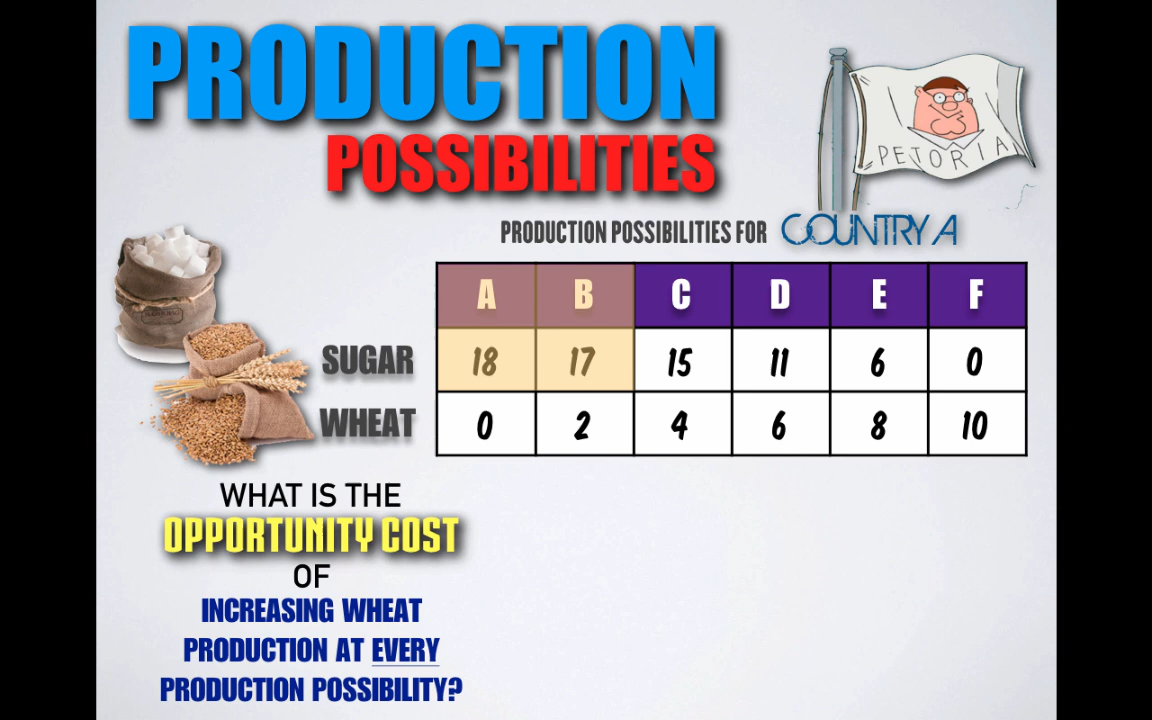 PRODUCTION
POSSIBILITIES
PETORIA
PRODUCTION POSSIBILITIES FOR COUNTRY A
A B C D E F
SUGAR 18 17 15 11 6 0
WHEAT 0 2 4 6 8 10
WHAT IS THE
OPPORTUNITY COST
OF
INCREASING WHEAT
PRODUCTION AT EVERY
PRODUCTION POSSIBILITY?